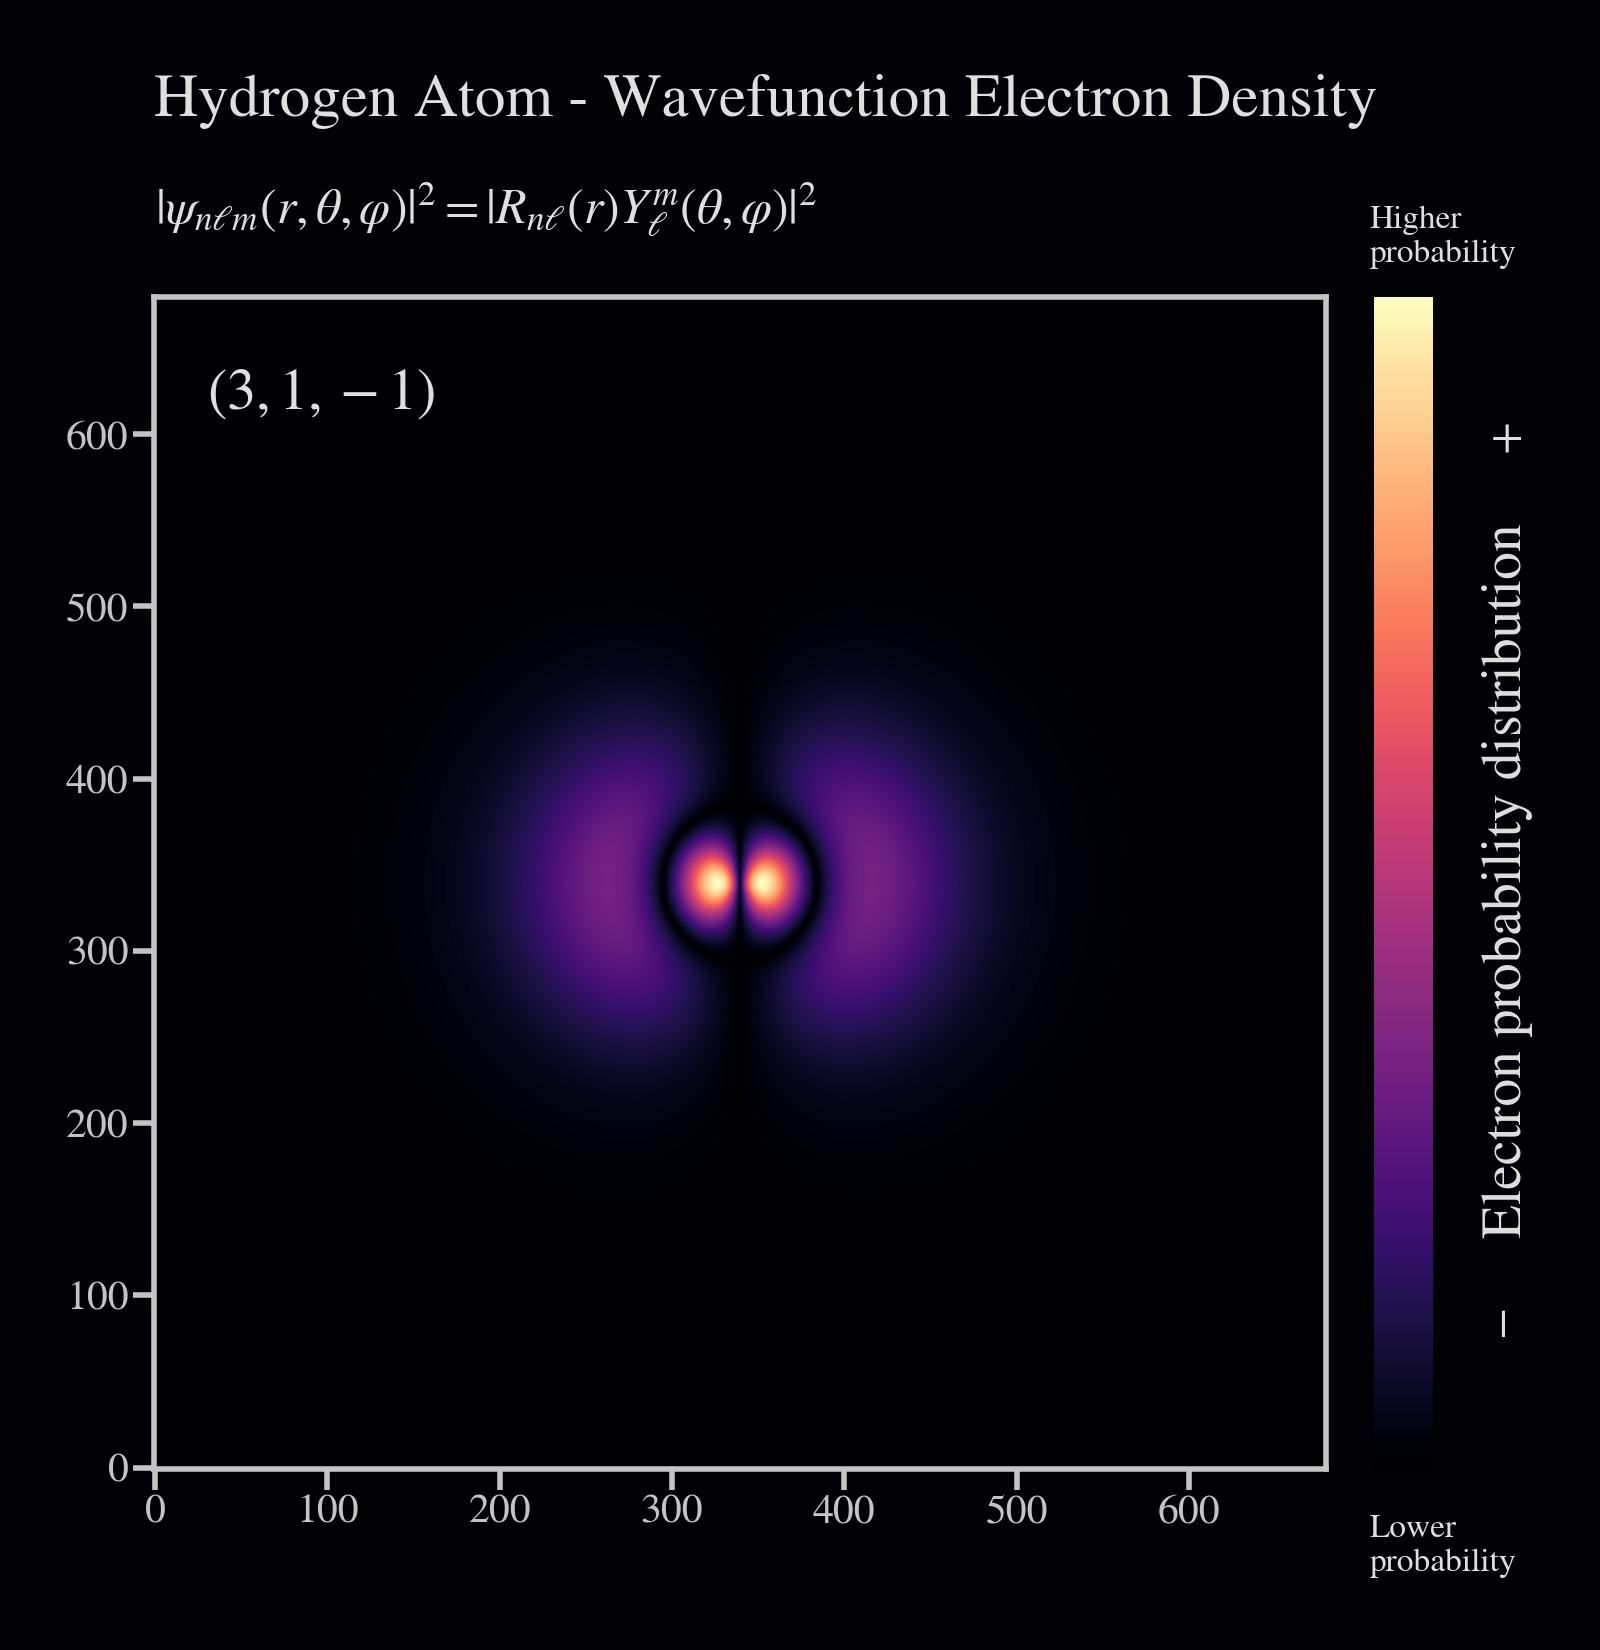 Hydrogen Atom - Wavefunction Electron Density
|ψnℓm(r, θ, φ)|² = |Rnℓ(r)Yℓᵐ(θ, φ)|²
Higher
probability
(3, 1, − 1)
600
500
400
300
200
100
0
0 100 200 300 400 500 600
− Electron probability distribution +
Lower
probability